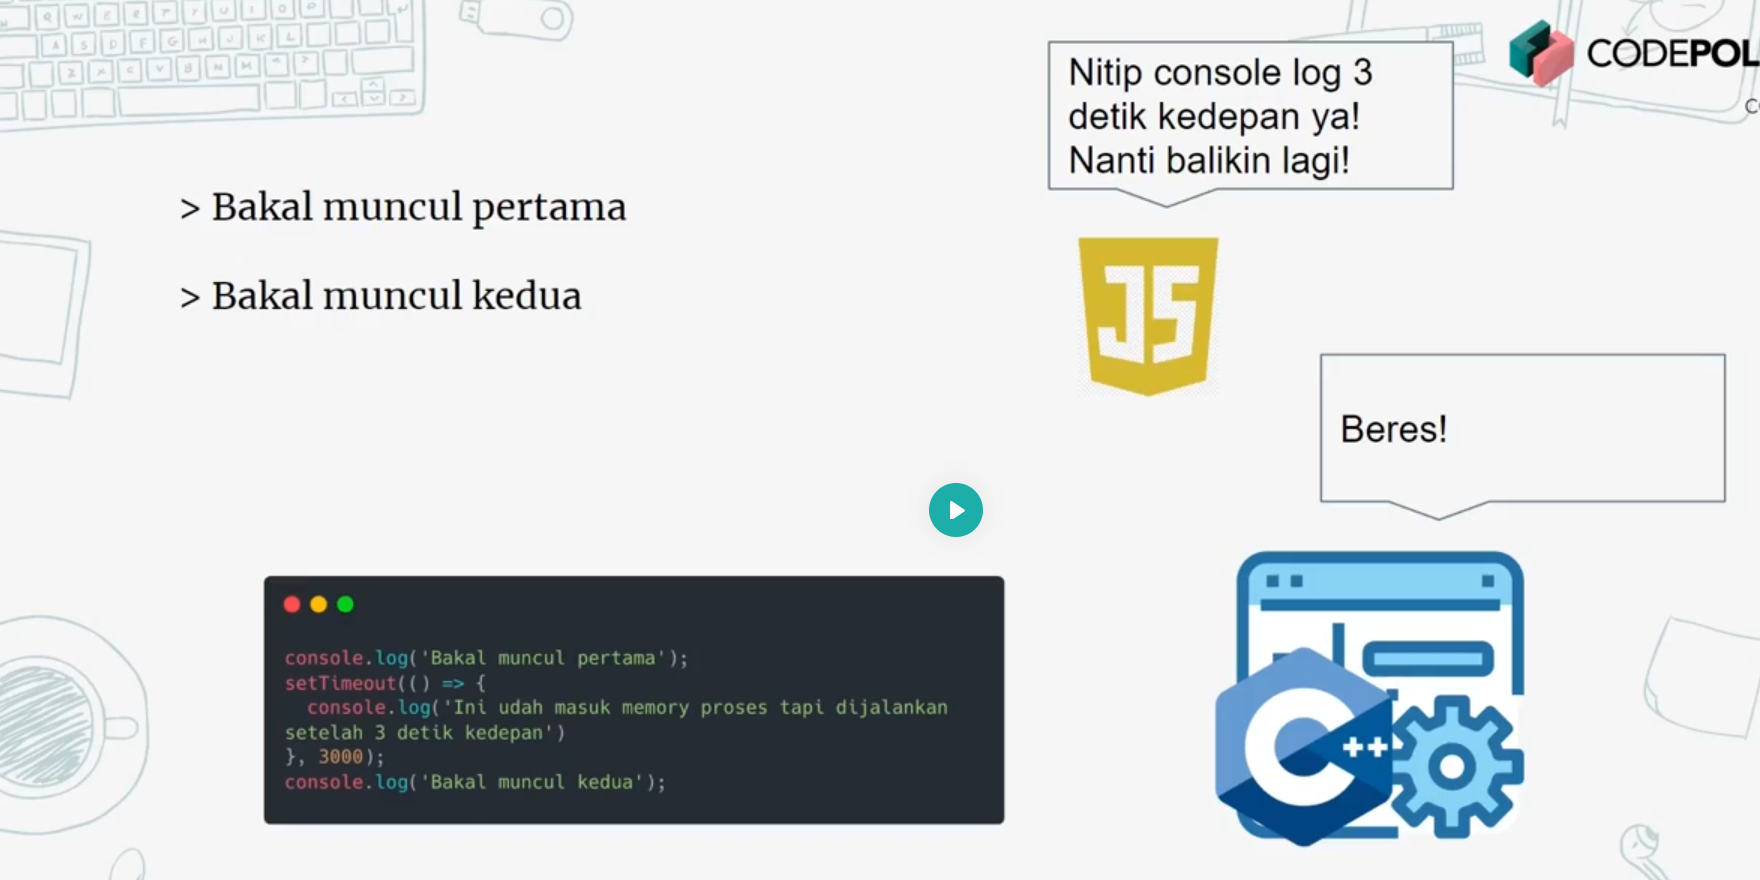 CODEPOL
Nitip console log 3
detik kedepan ya!
Nanti balikin lagi!
> Bakal muncul pertama
> Bakal muncul kedua
JS
Beres!
console.log('Bakal muncul pertama');
setTimeout(() => {
  console.log('Ini udah masuk memory proses tapi dijalankan
setelah 3 detik kedepan')
}, 3000);
console.log('Bakal muncul kedua');
C++